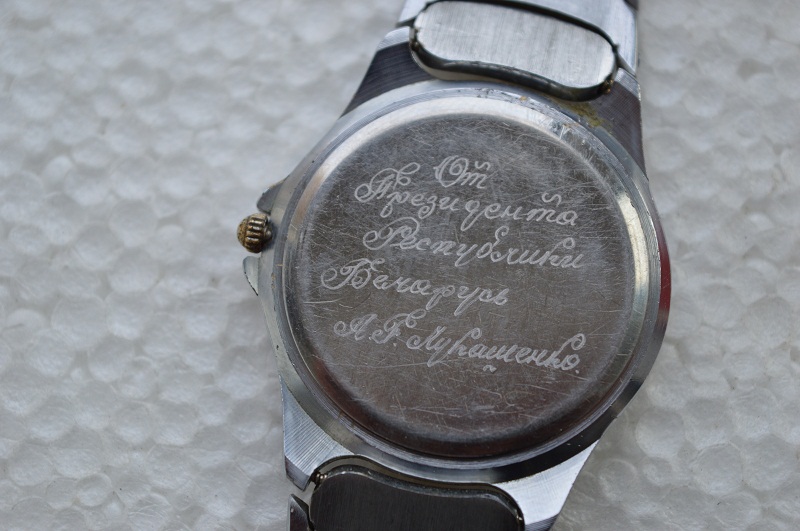 От
Президента
Республики
Беларусь
А.Г. Лукашенко.